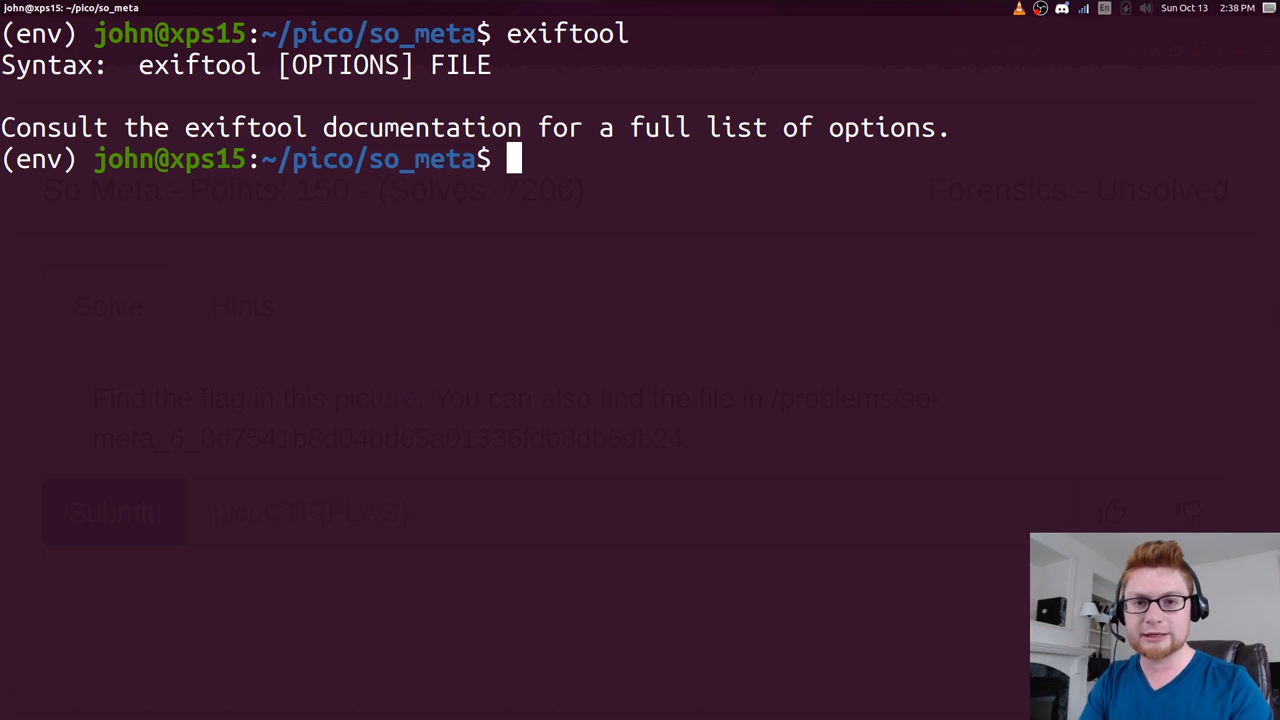 john@xps15: ~/pico/so_meta
En
Sun Oct 13
2:38 PM
(env) john@xps15:~/pico/so_meta$ exiftool
Syntax:  exiftool [OPTIONS] FILE
Consult the exiftool documentation for a full list of options.
(env) john@xps15:~/pico/so_meta$
So Meta - Points: 150 - (Solves: 7206)
Forensics - Unsolved
Solve
Hints
Find the flag in this picture. You can also find the file in /problems/so-
meta_6_8d7541b8d04bd65a01336fdb8db6db24.
Submit!
picoCTF{FLAG}